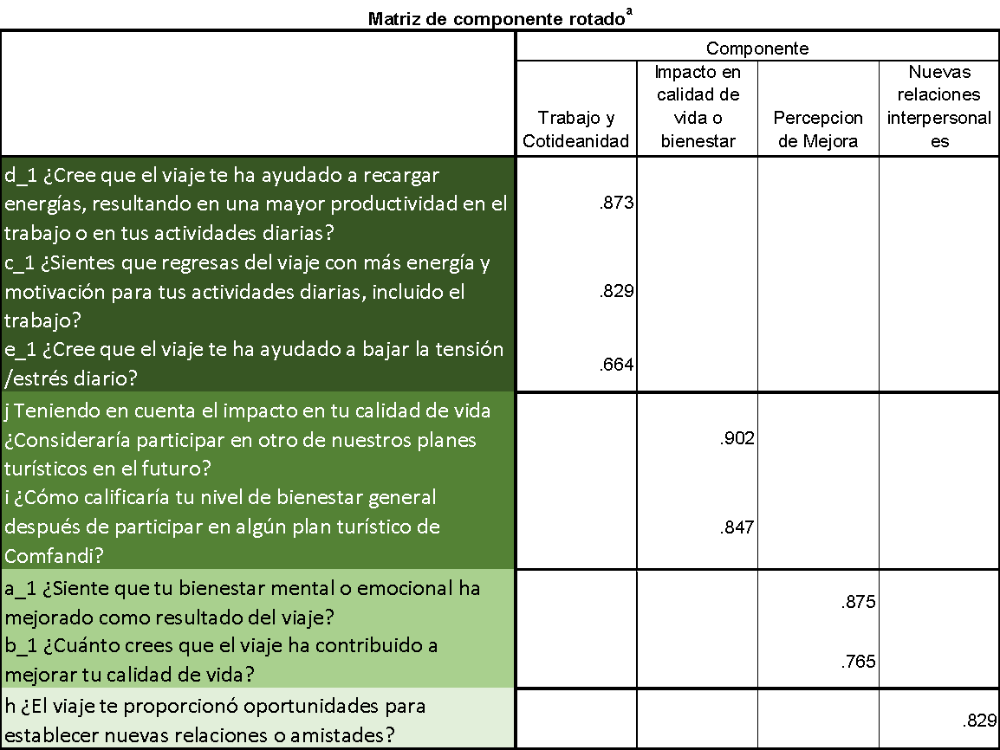 Matriz de componente rotadoª
Componente
Trabajo y
Cotideanidad
Impacto en
calidad de
vida o
bienestar
Percepcion
de Mejora
Nuevas
relaciones
interpersonal
es
d_1 ¿Cree que el viaje te ha ayudado a recargar
energías, resultando en una mayor productividad en el
trabajo o en tus actividades diarias?
.873
c_1 ¿Sientes que regresas del viaje con más energía y
motivación para tus actividades diarias, incluido el
trabajo?
.829
e_1 ¿Cree que el viaje te ha ayudado a bajar la tensión
/estrés diario?
.664
j Teniendo en cuenta el impacto en tu calidad de vida
¿Consideraría participar en otro de nuestros planes
turísticos en el futuro?
.902
i ¿Cómo calificaría tu nivel de bienestar general
después de participar en algún plan turístico de
Comfandi?
.847
a_1 ¿Siente que tu bienestar mental o emocional ha
mejorado como resultado del viaje?
.875
b_1 ¿Cuánto crees que el viaje ha contribuido a
mejorar tu calidad de vida?
.765
h ¿El viaje te proporcionó oportunidades para
establecer nuevas relaciones o amistades?
.829